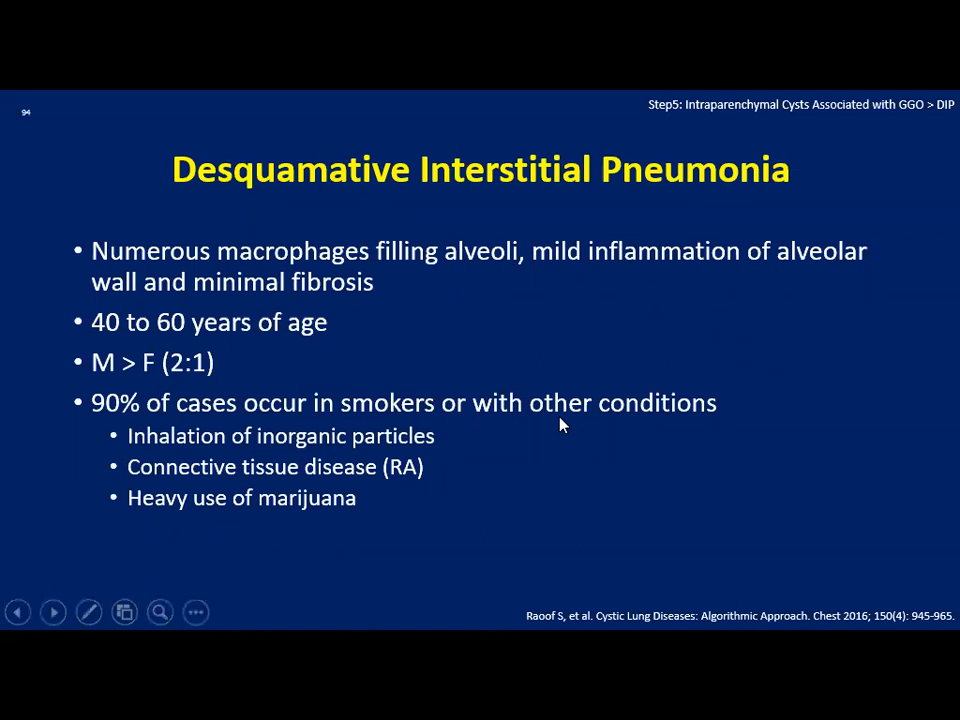 94
Step5: Intraparenchymal Cysts Associated with GGO > DIP
Desquamative Interstitial Pneumonia
• Numerous macrophages filling alveoli, mild inflammation of alveolar
wall and minimal fibrosis
• 40 to 60 years of age
• M > F (2:1)
• 90% of cases occur in smokers or with other conditions
• Inhalation of inorganic particles
• Connective tissue disease (RA)
• Heavy use of marijuana
Raoof S, et al. Cystic Lung Diseases: Algorithmic Approach. Chest 2016; 150(4): 945-965.